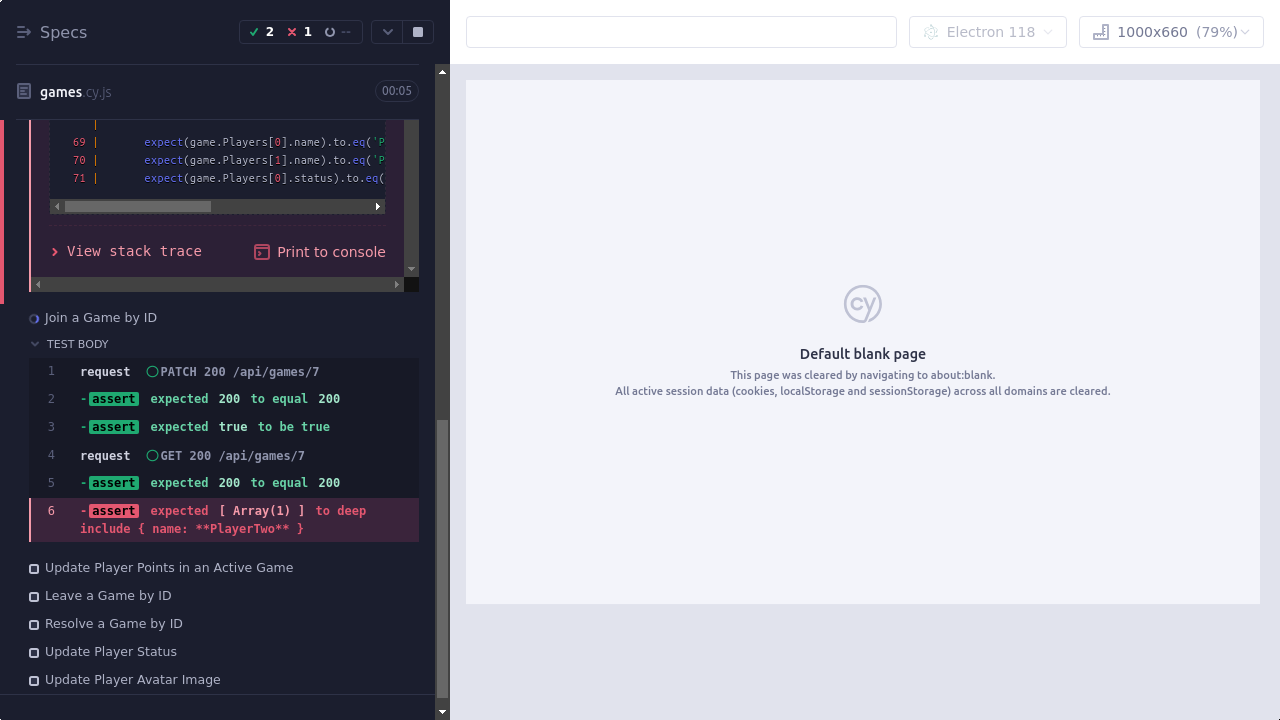 Specs
2
1
--
Electron 118
1000x660 (79%)
games.cy.js
00:05
|
69 | expect(game.Players[0].name).to.eq('P
70 | expect(game.Players[1].name).to.eq('P
71 | expect(game.Players[0].status).to.eq(
View stack trace
Print to console
Join a Game by ID
TEST BODY
1 request PATCH 200 /api/games/7
2 -assert expected 200 to equal 200
3 -assert expected true to be true
4 request GET 200 /api/games/7
5 -assert expected 200 to equal 200
6 -assert expected [ Array(1) ] to deep
include { name: **PlayerTwo** }
Update Player Points in an Active Game
Leave a Game by ID
Resolve a Game by ID
Update Player Status
Update Player Avatar Image
cy
Default blank page
This page was cleared by navigating to about:blank.
All active session data (cookies, localStorage and sessionStorage) across all domains are cleared.